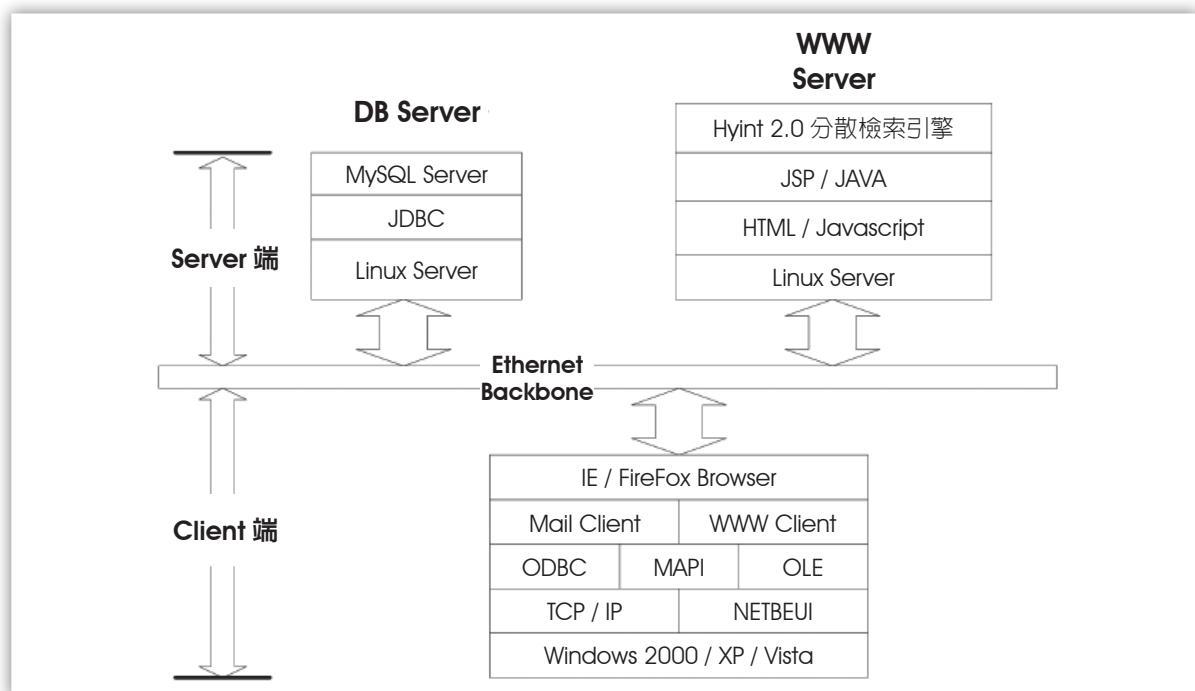 WWW
Server
DB Server
Hyint 2.0 分散檢索引擎
MySQL Server
JSP / JAVA
JDBC
HTML / Javascript
Server 端
Linux Server
Linux Server
Ethernet
Backbone
IE / FireFox Browser
Mail Client
WWW Client
Client 端
ODBC
MAPI
OLE
TCP / IP
NETBEUI
Windows 2000 / XP / Vista